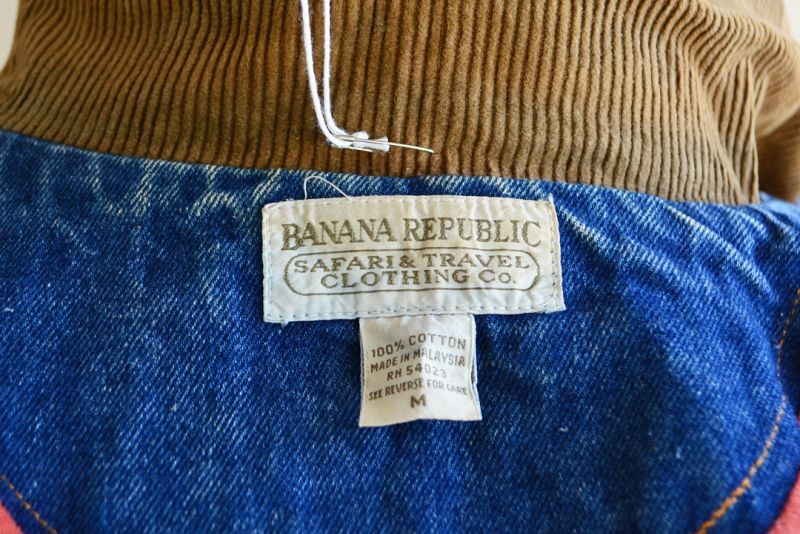 BANANA REPUBLIC
SAFARI & TRAVEL
CLOTHING Co.
100% COTTON
MADE IN MALAYSIA
RN 54023
SEE REVERSE FOR CARE
M